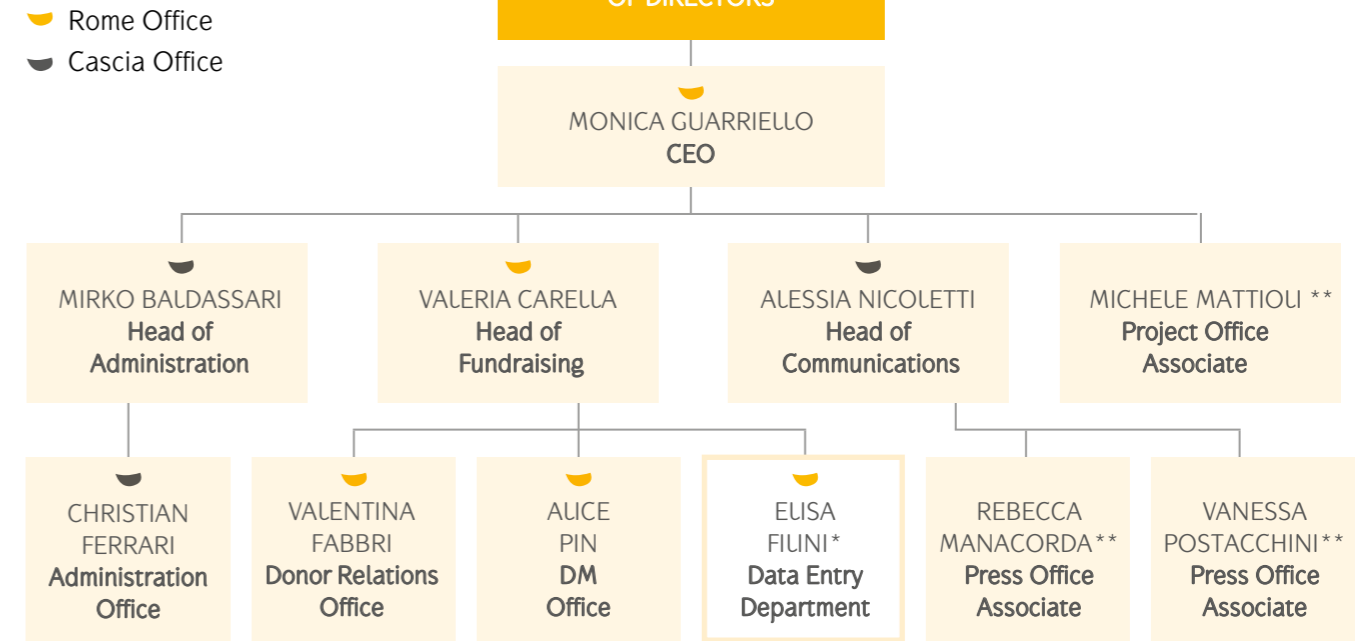 OF DIRECTORS
Rome Office
Cascia Office
MONICA GUARRIELLO
CEO
MIRKO BALDASSARI
Head of
Administration
VALERIA CARELLA
Head of
Fundraising
ALESSIA NICOLETTI
Head of
Communications
MICHELE MATTIOLI **
Project Office
Associate
CHRISTIAN
FERRARI
Administration
Office
VALENTINA
FABBRI
Donor Relations
Office
ALICE
PIN
DM
Office
ELISA
FILINI*
Data Entry
Department
REBECCA
MANACORDA**
Press Office
Associate
VANESSA
POSTACCHINI**
Press Office
Associate